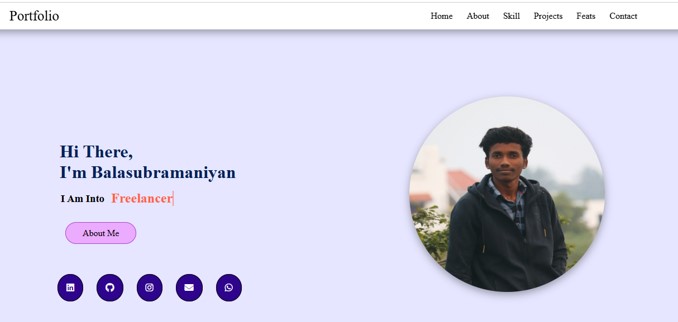 Portfolio
Home About Skill Projects Feats Contact
Hi There,
I'm Balasubramaniyan
I Am Into Freelancer
About Me